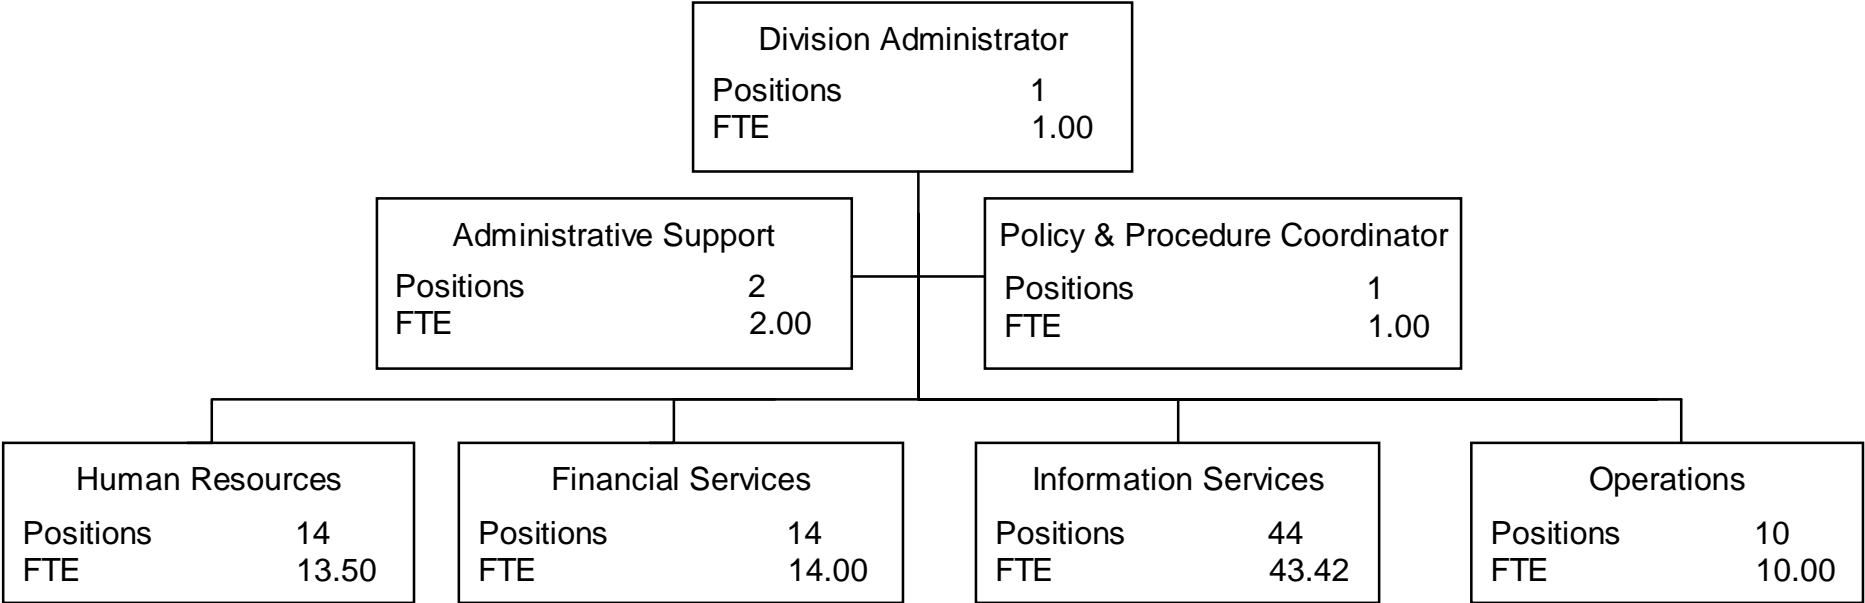 Division Administrator
Positions 1
FTE 1.00
Administrative Support
Positions 2
FTE 2.00
Policy & Procedure Coordinator
Positions 1
FTE 1.00
Human Resources
Positions 14
FTE 13.50
Financial Services
Positions 14
FTE 14.00
Information Services
Positions 44
FTE 43.42
Operations
Positions 10
FTE 10.00